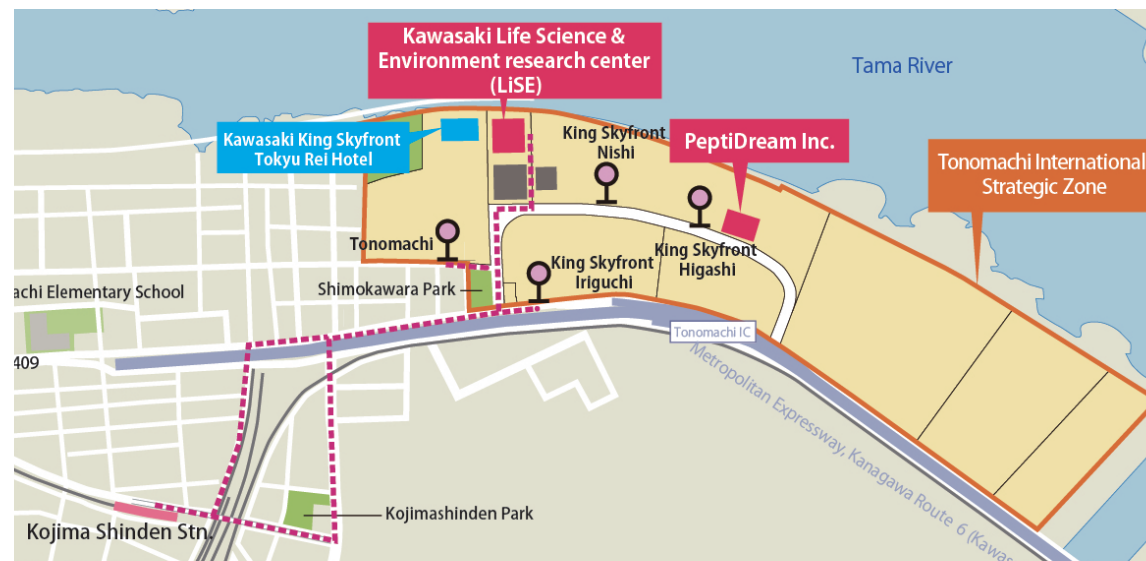 Kawasaki Life Science &
Environment research center
(LiSE)
Tama River
Kawasaki King Skyfront
Tokyu Rei Hotel
King Skyfront
Nishi
PeptiDream Inc.
Tonomachi International
Strategic Zone
Tonomachi
King Skyfront
Higashi
King Skyfront
Iriguchi
Shimokawara Park
achi Elementary School
Tonomachi IC
409
Metropolitan Expressway, Kanagawa Route 6 (Kawas
Kojimashinden Park
Kojima Shinden Stn.